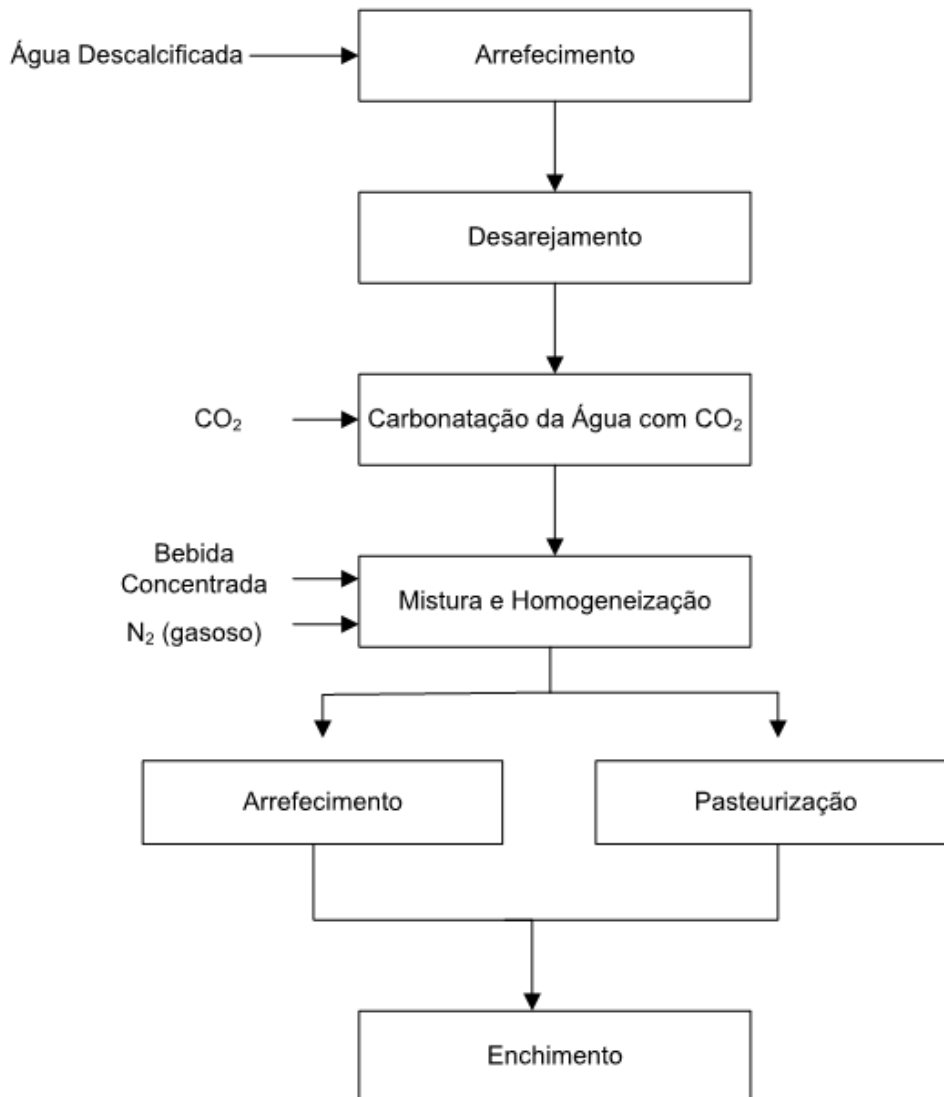 Água Descalcificada
Arrefecimento
Desarejamento
CO₂
Carbonatação da Água com CO₂
Bebida
Concentrada
N₂ (gasoso)
Mistura e Homogeneização
Arrefecimento
Pasteurização
Enchimento